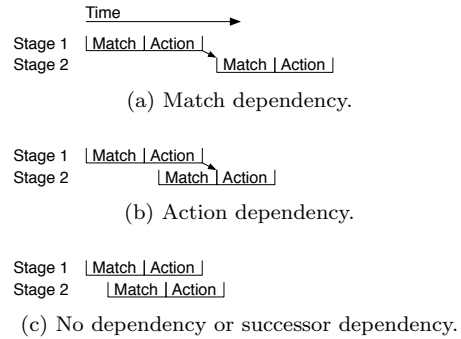 Time
Stage 1 Match Action
Stage 2 Match Action
(a) Match dependency.
Stage 1 Match Action
Stage 2 Match Action
(b) Action dependency.
Stage 1 Match Action
Stage 2 Match Action
(c) No dependency or successor dependency.